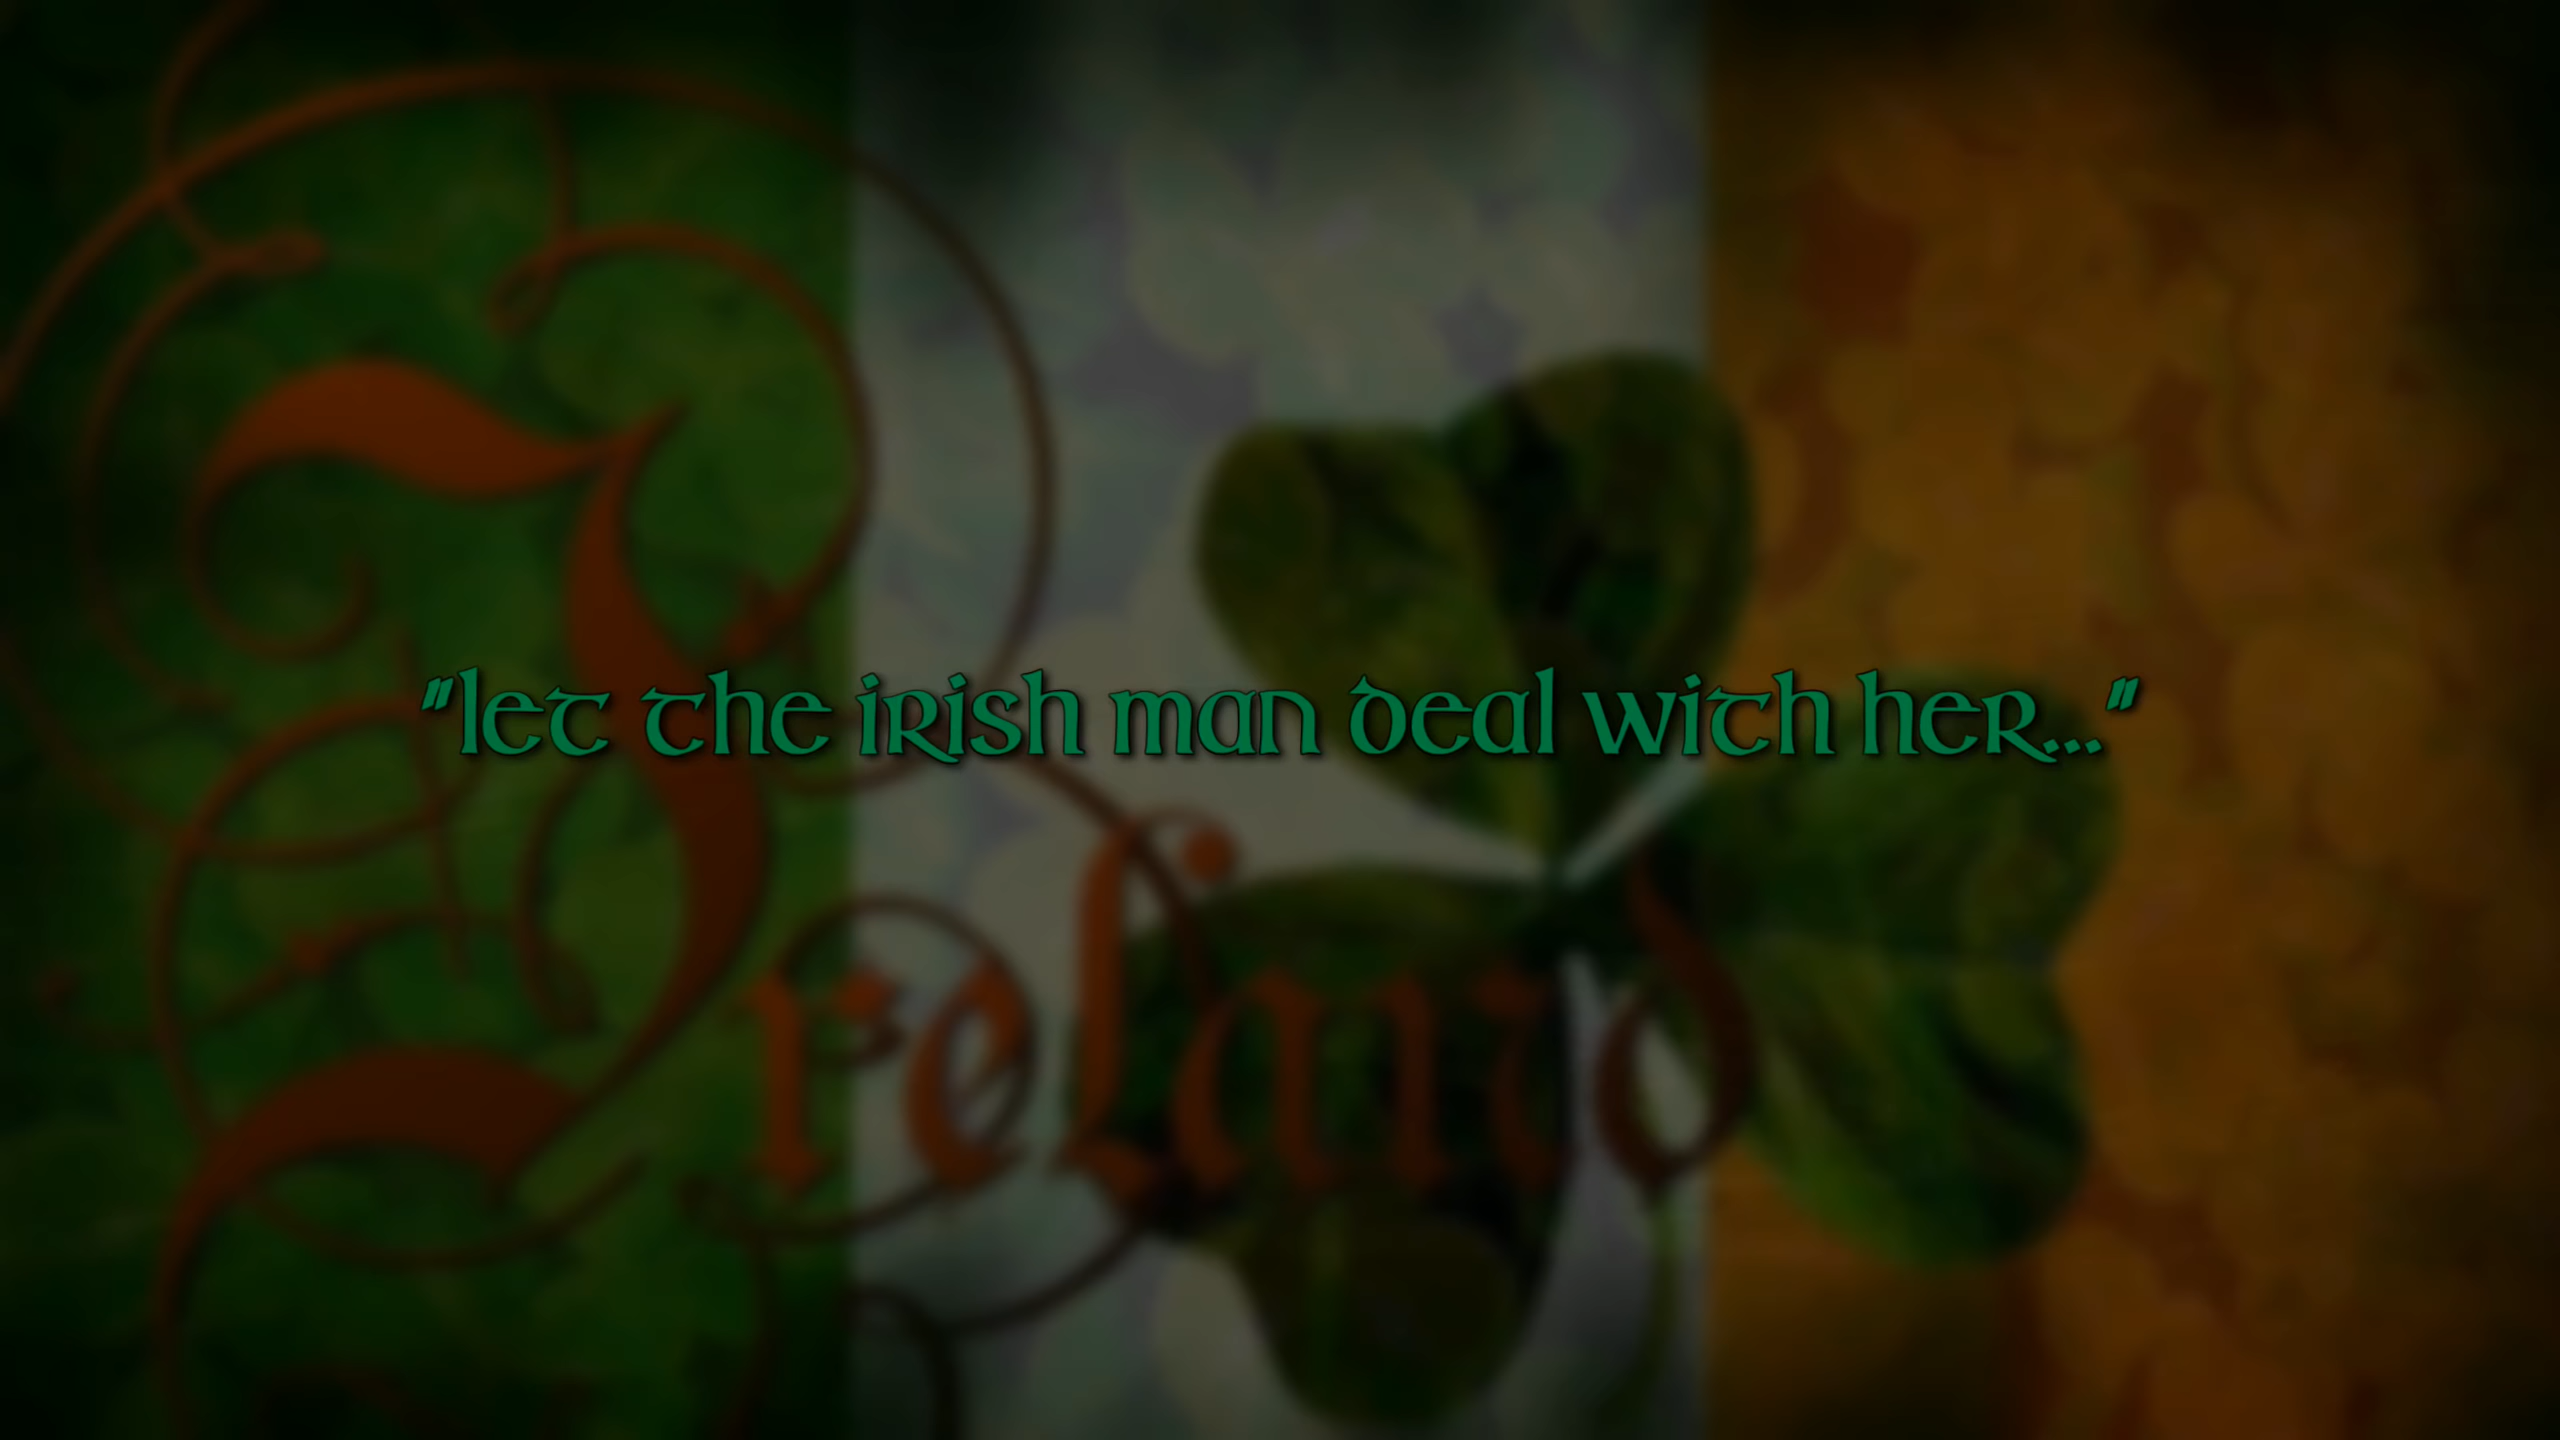 "let the irish man deal with her..."
Ireland